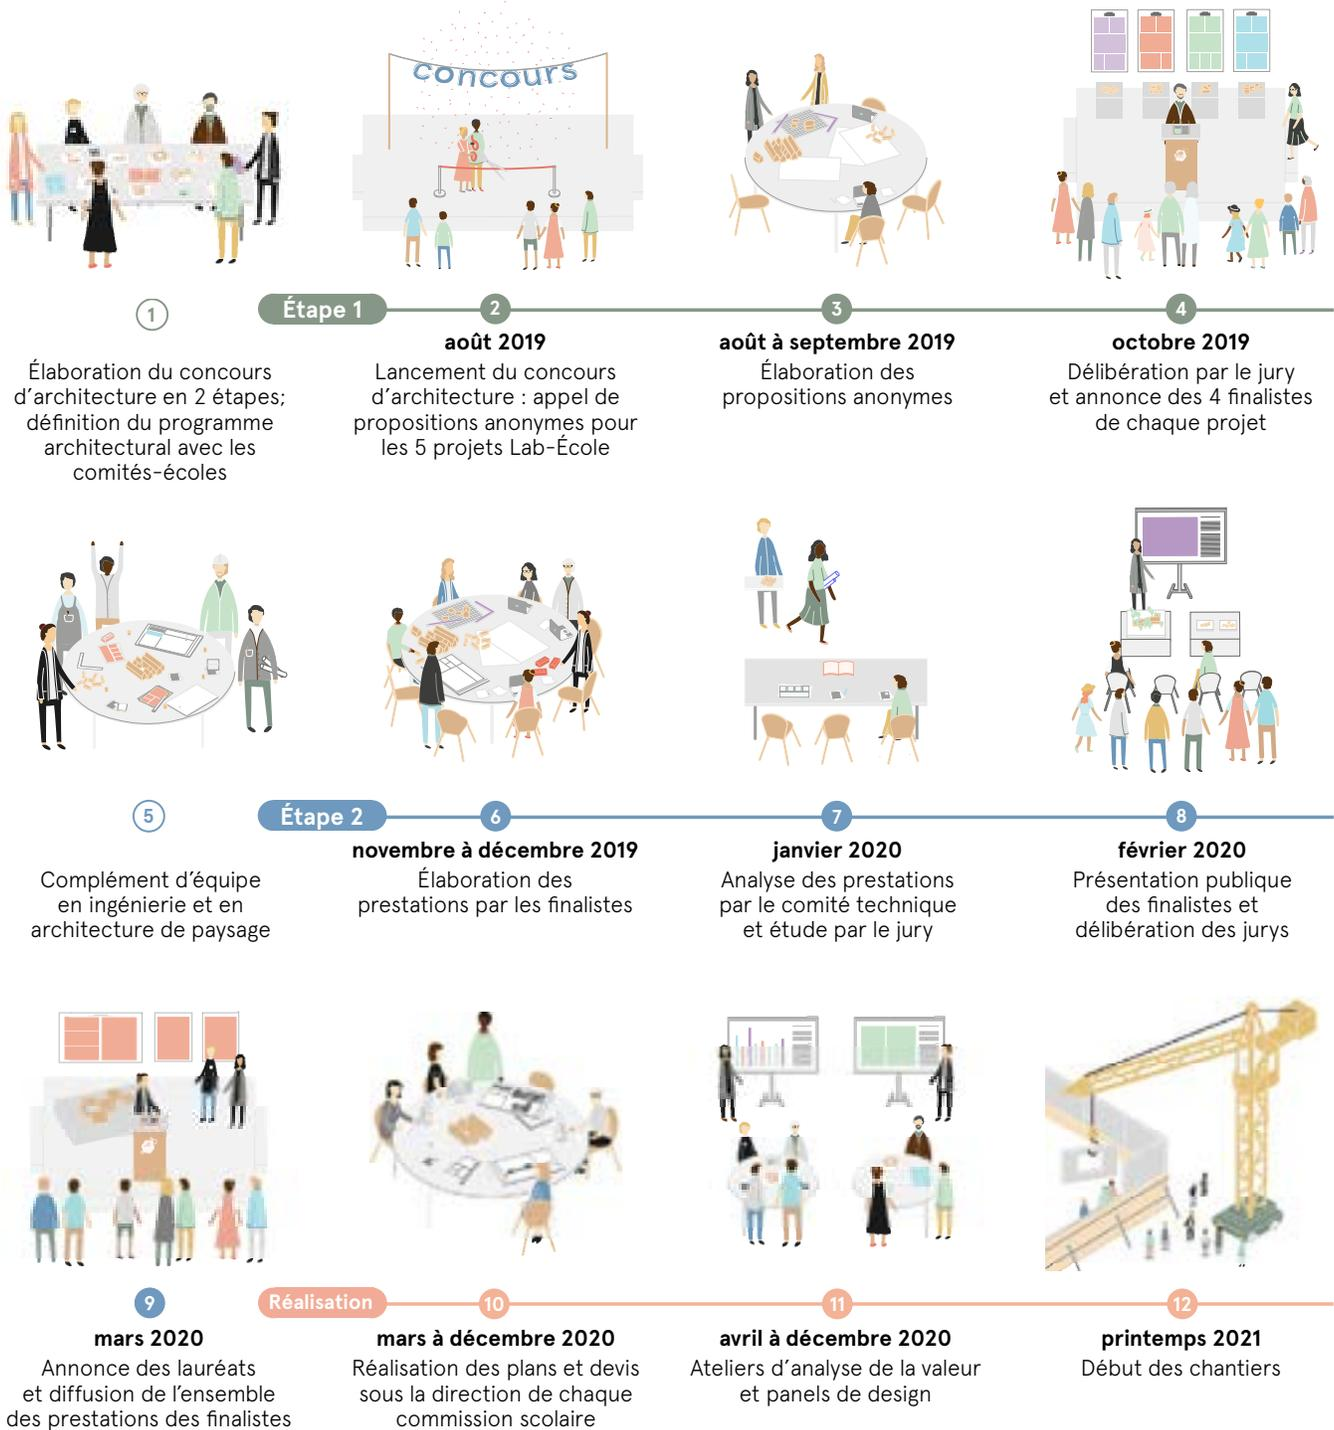 concours
1
Étape 1
2
3
4
Élaboration du concours
d’architecture en 2 étapes;
définition du programme
architectural avec les
comités-écoles
août 2019
Lancement du concours
d’architecture : appel de
propositions anonymes pour
les 5 projets Lab-École
août à septembre 2019
Élaboration des
propositions anonymes
octobre 2019
Délibération par le jury
et annonce des 4 finalistes
de chaque projet
5
Étape 2
6
7
8
Complément d’équipe
en ingénierie et en
architecture de paysage
novembre à décembre 2019
Élaboration des
prestations par les finalistes
janvier 2020
Analyse des prestations
par le comité technique
et étude par le jury
février 2020
Présentation publique
des finalistes et
délibération des jurys
9
Réalisation
10
11
12
mars 2020
Annonce des lauréats
et diffusion de l’ensemble
des prestations des finalistes
mars à décembre 2020
Réalisation des plans et devis
sous la direction de chaque
commission scolaire
avril à décembre 2020
Ateliers d’analyse de la valeur
et panels de design
printemps 2021
Début des chantiers